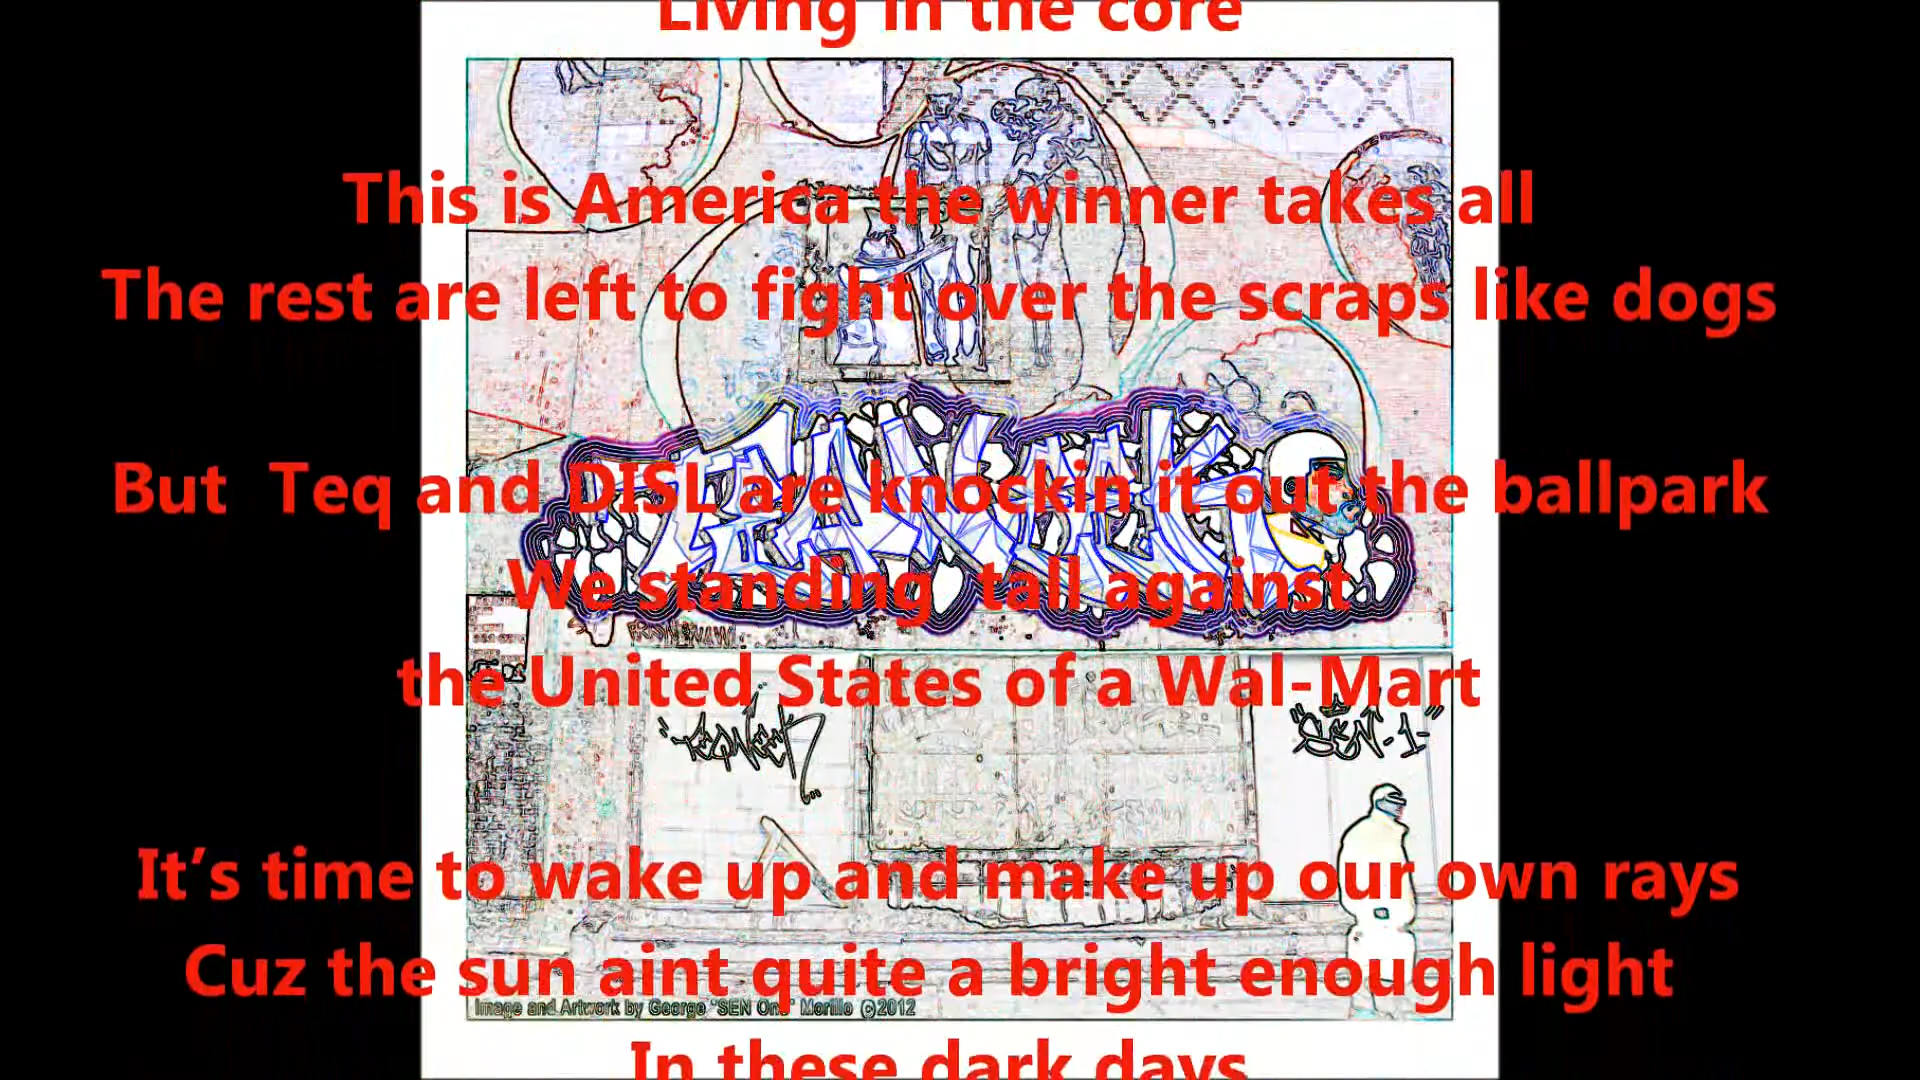 Living in the core
This is America the winner takes all
The rest are left to fight over the scraps like dogs
But Teq and DISL are knockin it out the ballpark
We standing tall against
the United States of a Wal-Mart
"TEQNEEK"
"SEN-1-"
It's time to wake up and make up our own rays
Cuz the sun aint quite a bright enough light
Image and Artwork by George "SEN One" Morillo ©2012
In these dark days